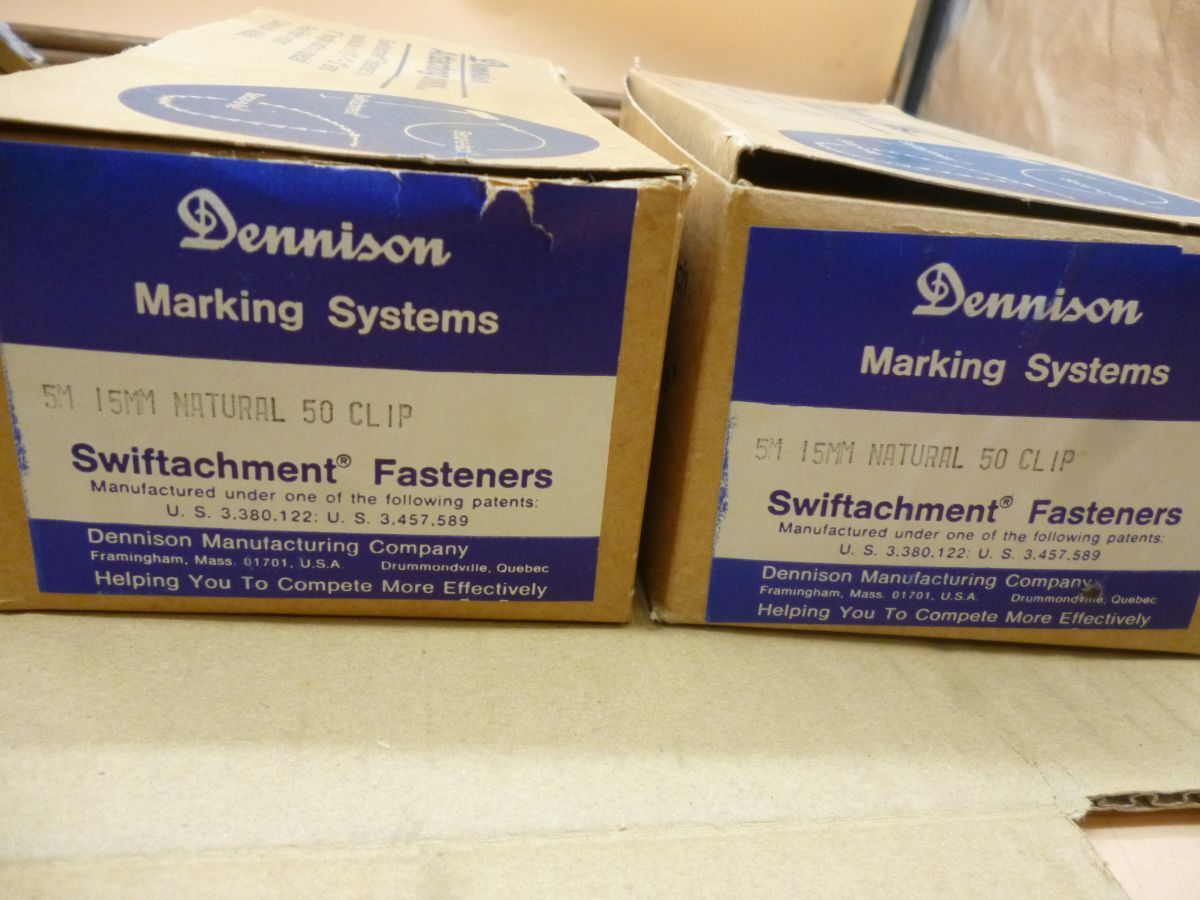 Dennison
Marking Systems
5M 15MM NATURAL 50 CLIP
Swiftachment® Fasteners
Manufactured under one of the following patents:
U. S. 3,380,122: U. S. 3,457,589
Dennison Manufacturing Company
Framingham, Mass. 01701, U.S.A. Drummondville, Quebec
Helping You To Compete More Effectively
Dennison
Marking Systems
5M 15MM NATURAL 50 CLIP
Swiftachment® Fasteners
Manufactured under one of the following patents:
U. S. 3,380,122: U. S. 3,457,589
Dennison Manufacturing Company
Framingham, Mass. 01701, U.S.A. Drummondville, Quebec
Helping You To Compete More Effectively